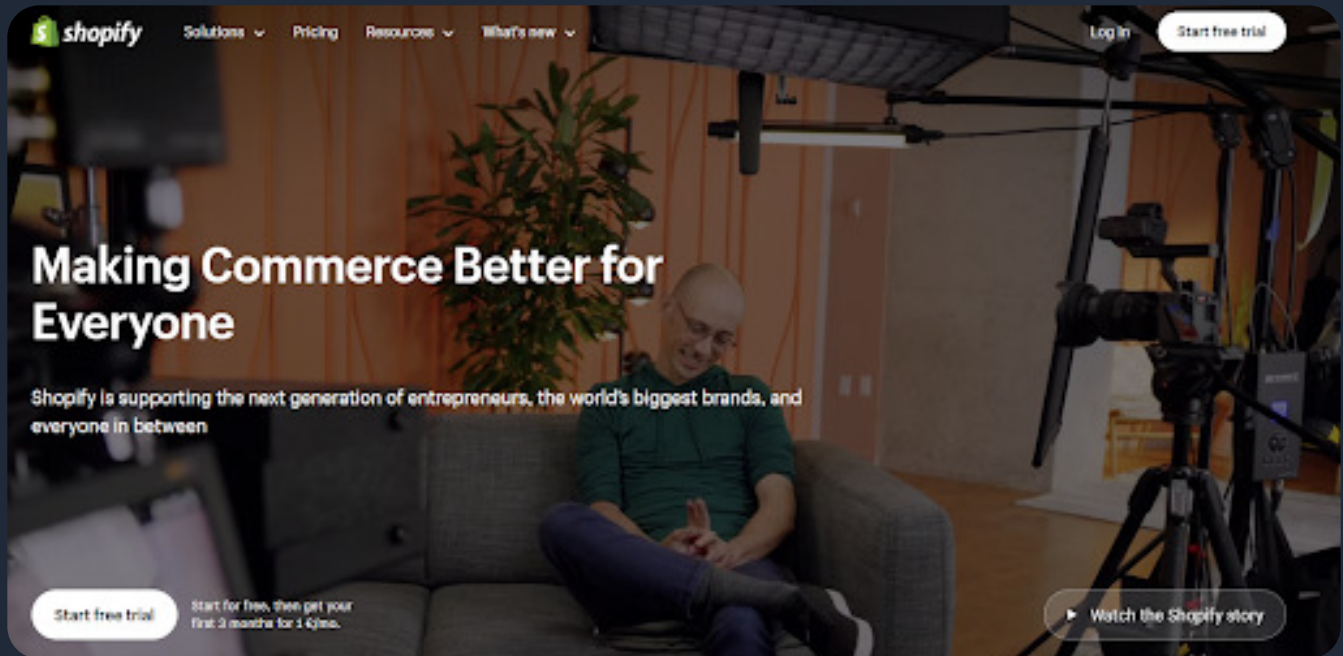 shopify
Solutions
Pricing
Resources
What's new
Log in
Start free trial
Making Commerce Better for
Everyone
Shopify is supporting the next generation of entrepreneurs, the world's biggest brands, and
everyone in between
Start free trial
Start for free, then get your
first 3 months for 1 €/mo.
Watch the Shopify story